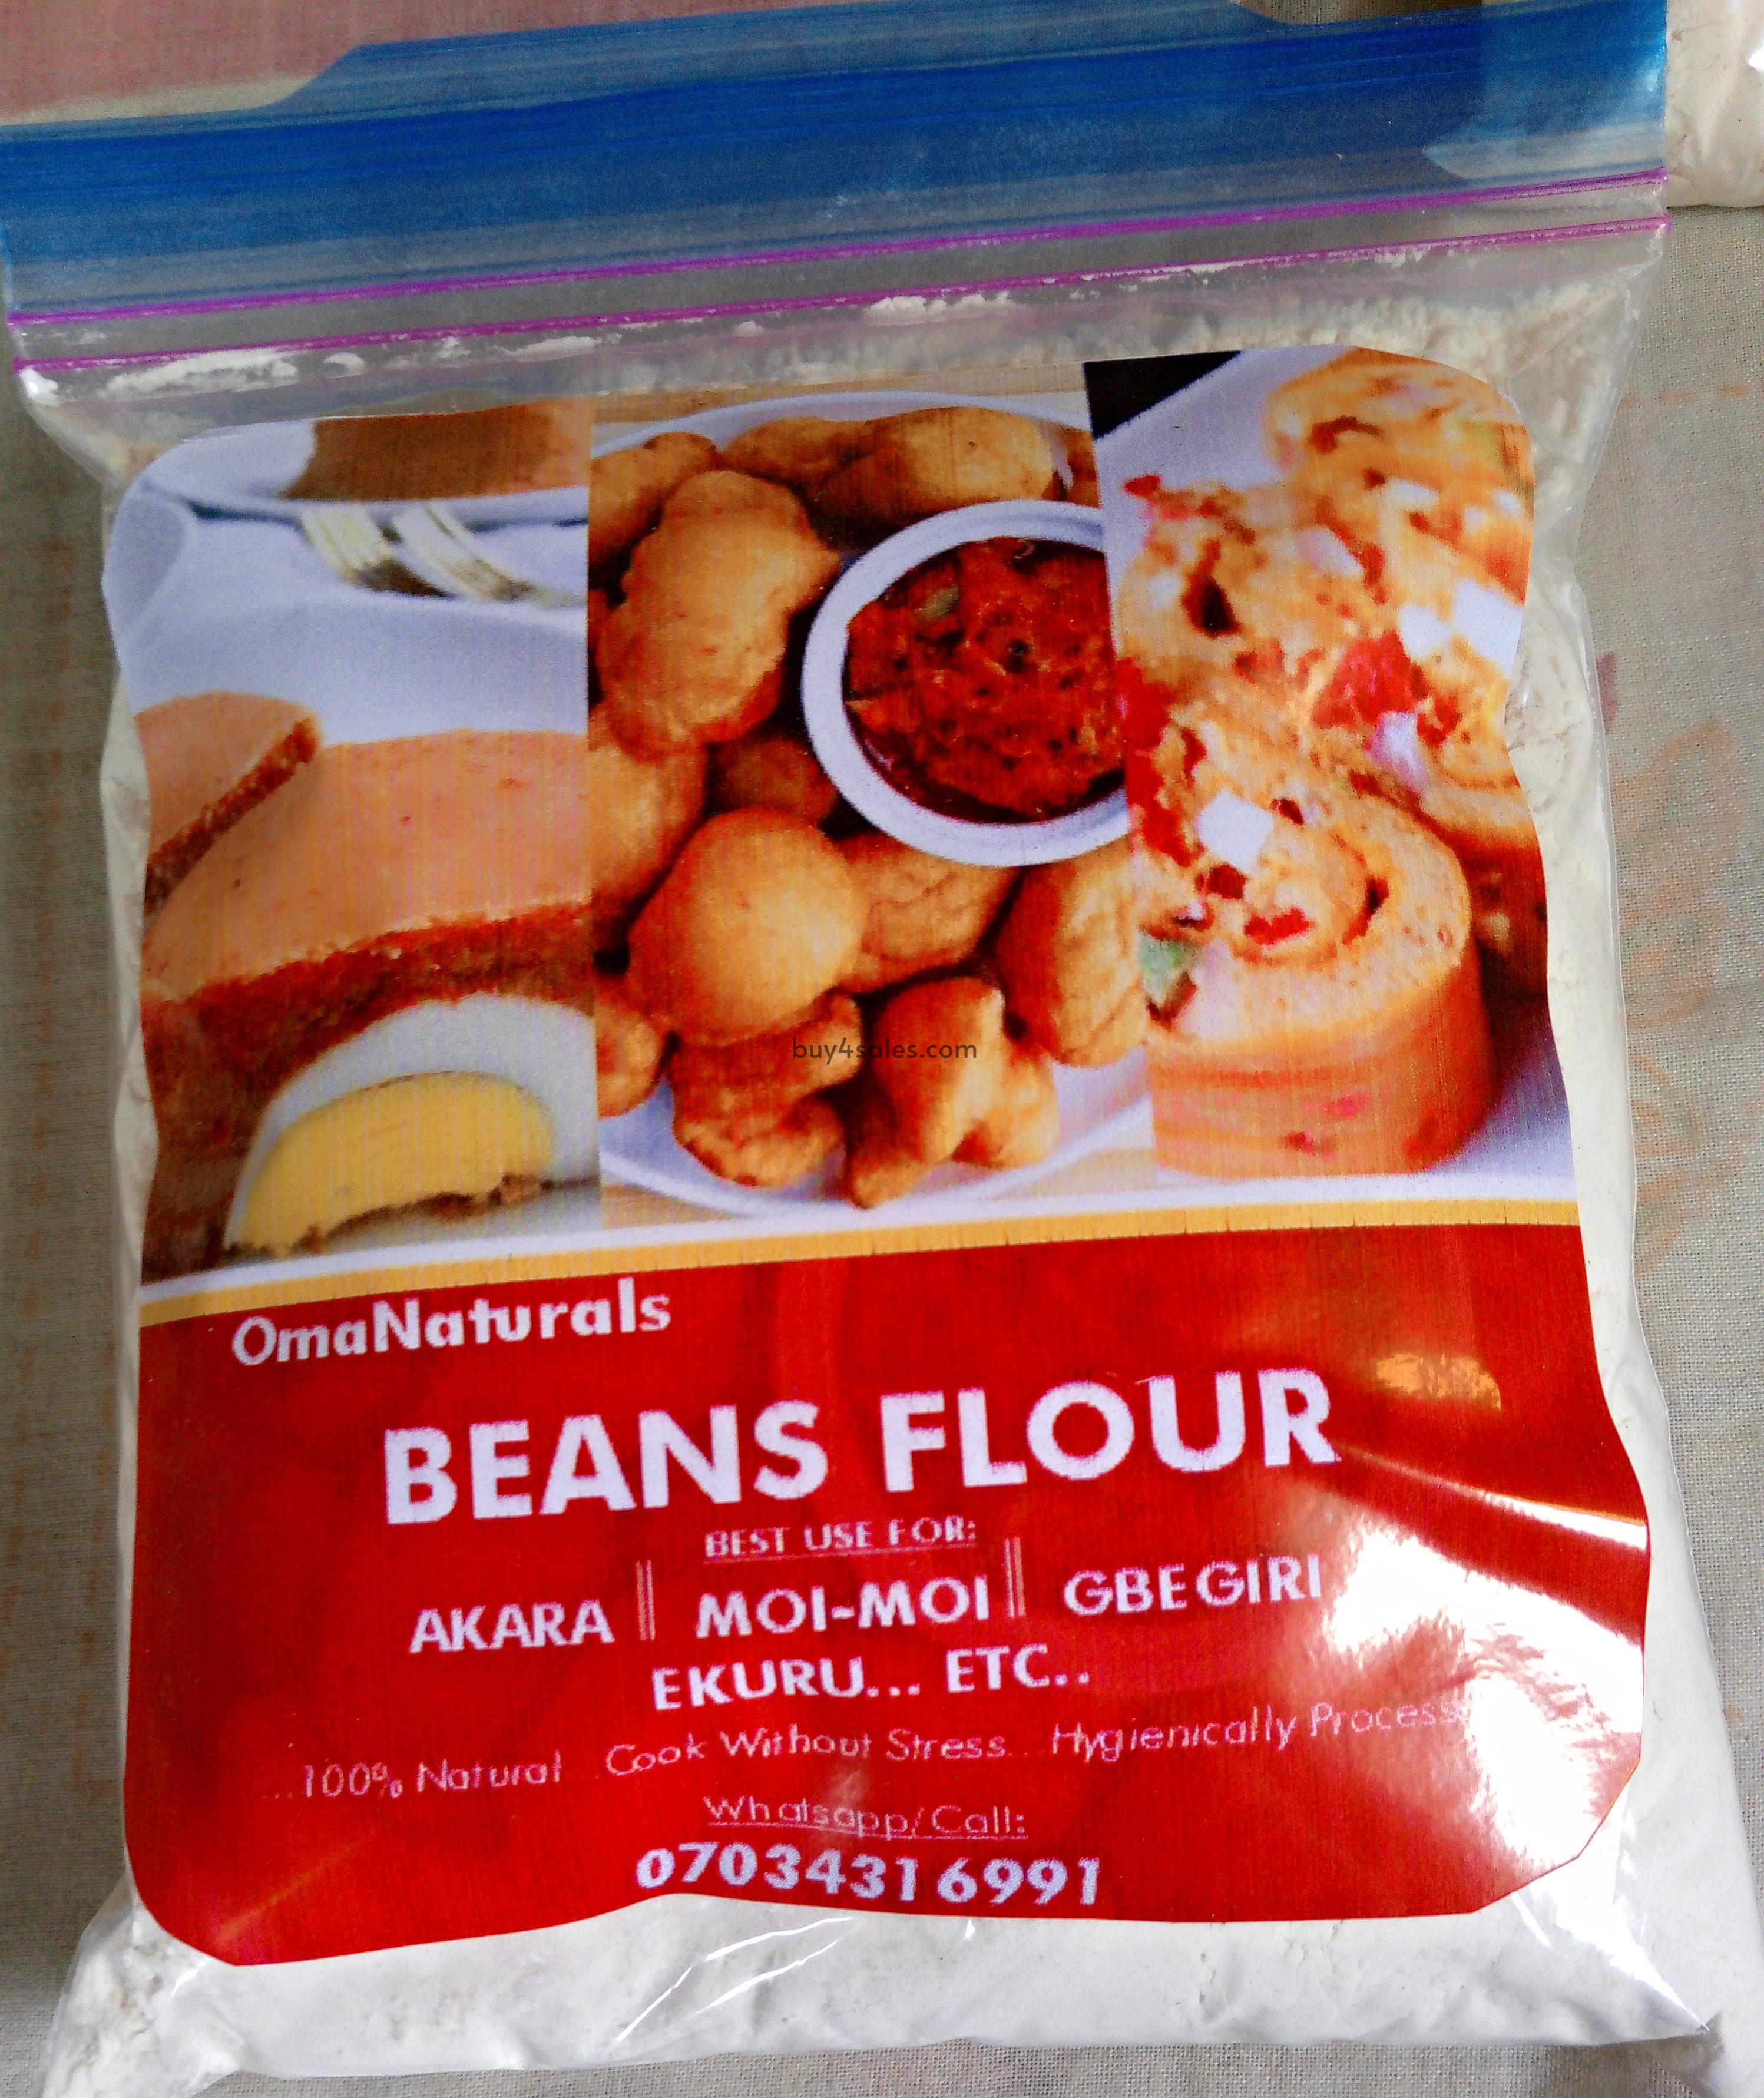 buy4sales.com
OmaNaturals
BEANS FLOUR
BEST USE FOR:
AKARA || MOI-MOI || GBEGIRI
EKURU... ETC..
...100% Natural ...Cook Without Stress... Hygienically
Whatsapp/Call:
07034316991